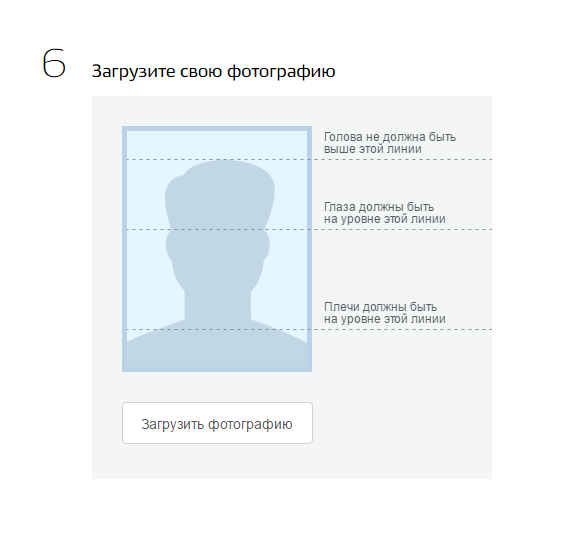 6 Загрузите свою фотографию
Голова не должна быть
выше этой линии
Глаза должны быть
на уровне этой линии
Плечи должны быть
на уровне этой линии
Загрузить фотографию